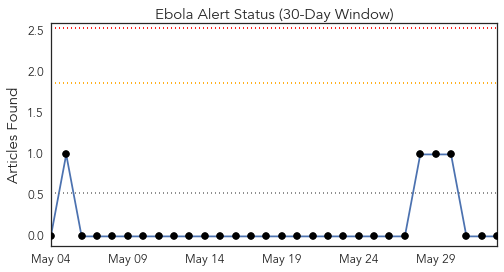 Ebola Alert Status (30-Day Window)
Articles Found
2.5
2.0
1.5
1.0
0.5
0.0
May 04 May 09 May 14 May 19 May 24 May 29